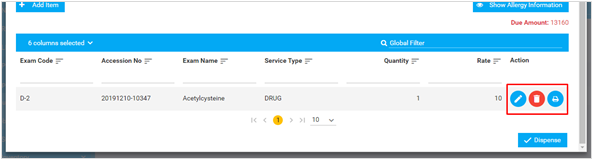 + Add Item Show Allergy Information
Due Amount: 13160
6 columns selected Global Filter
Exam Code Accession No Exam Name Service Type Quantity Rate Action
D-2 20191210-10347 Acetylcysteine DRUG 1 10
1 10
Dispense